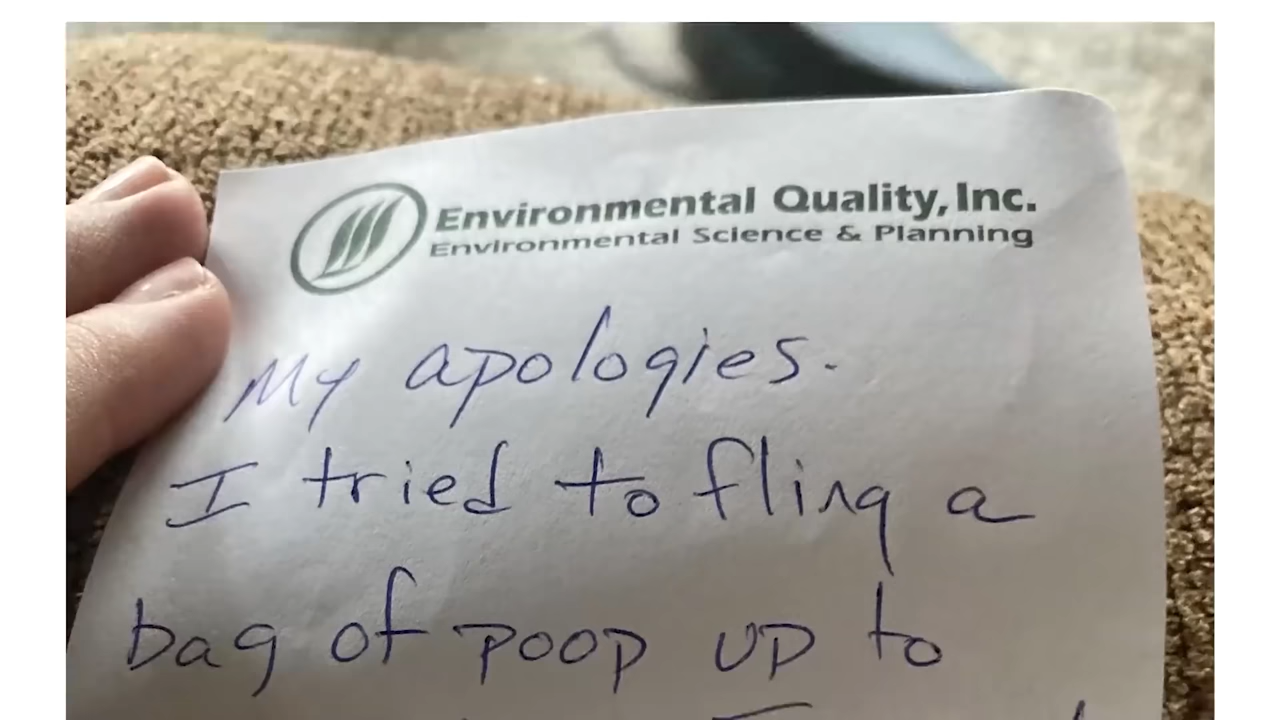 Environmental Quality, Inc.
Environmental Science & Planning
My apologies.
I tried to fling a
bag of poop up to